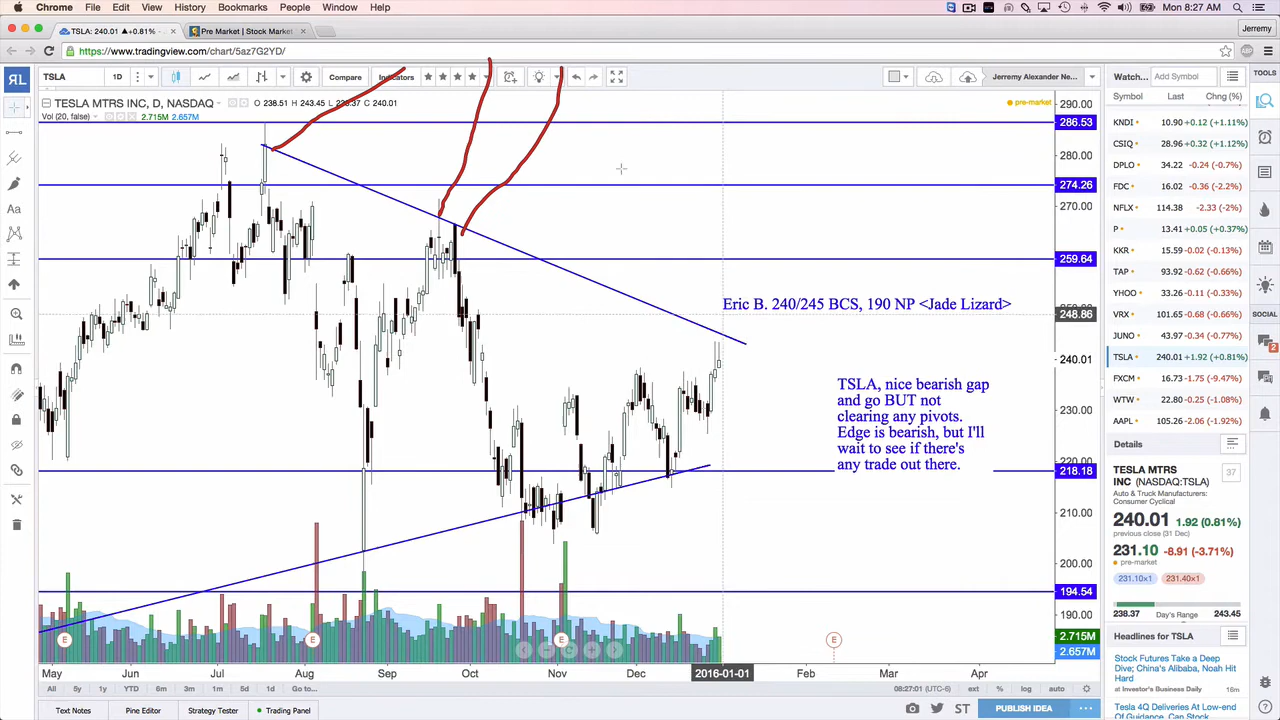 Chrome File Edit View History Bookmarks People Window Help Mon 8:27 AM
TSLA: 240.01 ▲+0.81% × Pre Market | Stock Market × Jeremy
https://www.tradingview.com/chart/5az7G2YD/
TSLA 1D Compare Indicators Jerremy Alexander Ne...
TESLA MTRS INC, D, NASDAQ O 238.51 H 243.45 L 238.37 C 240.01
Vol (20, false) 2.715M 2.657M
pre-market
290.00
286.53
280.00
274.26
270.00
259.64
248.86
240.01
230.00
220.00
218.18
210.00
200.00
194.54
190.00
2.715M
2.657M
Eric B. 240/245 BCS, 190 NP <Jade Lizard>
TSLA, nice bearish gap
and go BUT not
clearing any pivots.
Edge is bearish, but I'll
wait to see if there's
any trade out there.
E E E E
May Jun Jul Aug Sep Oct Nov Dec 2016-01-01 Feb Mar Apr
All 5y 1y YTD 6m 3m 1m 5d 1d Go to... 08:27:01 (UTC-6) ext % log auto
Text Notes Pine Editor Strategy Tester Trading Panel ST PUBLISH IDEA
Watch... Add Symbol
Symbol Last Chng (%)
KNDI 10.90 +0.12 (+1.11%)
CSIQ 28.96 +0.32 (+1.12%)
DPLO 34.22 -0.24 (-0.7%)
FDC 16.02 -0.36 (-2.2%)
NFLX 114.38 -2.33 (-2%)
P 13.41 +0.05 (+0.37%)
KKR 15.59 -0.02 (-0.13%)
TAP 93.92 -0.62 (-0.66%)
YHOO 33.26 -0.11 (-0.33%)
VRX 101.65 -0.68 (-0.66%)
JUNO 43.97 -0.34 (-0.77%)
TSLA 240.01 +1.92 (+0.81%)
FXCM 16.73 -1.75 (-9.47%)
WTW 22.80 -0.25 (-1.08%)
AAPL 105.26 -2.06 (-1.92%)
Details
TESLA MTRS
INC (NASDAQ:TSLA)
37
Auto & Truck Manufacturers:
Consumer Cyclical
240.01 1.92 (0.81%)
previous close (31 Dec)
231.10 -8.91 (-3.71%)
pre-market
231.10x1 231.40x1
238.37 Day's Range 243.45
Headlines for TSLA
Stock Futures Take a Deep
Dive; China's Alibaba, Noah Hit
Hard
at Investor's Business Daily 16m
Tesla 4Q Deliveries At Low-end
Of Guidance, Can Stock
TOOLS
SOCIAL
2